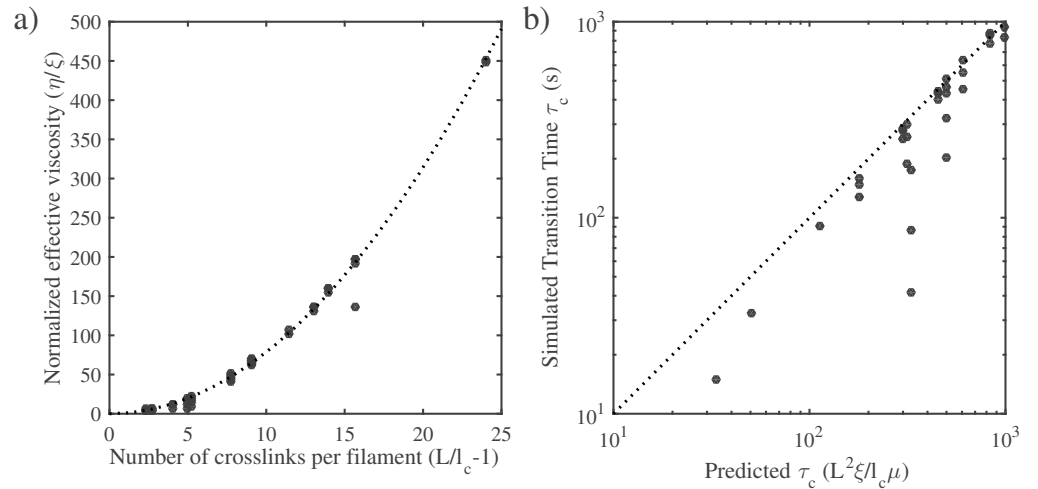 a)
Normalized effective viscosity (η/ξ)
500
450
400
350
300
250
200
150
100
50
0
0 5 10 15 20 25
Number of crosslinks per filament (L/l_c-1)
b)
Simulated Transition Time τ_c (s)
10^3
10^2
10^1
10^1 10^2 10^3
Predicted τ_c (L^2ξ/l_cμ)